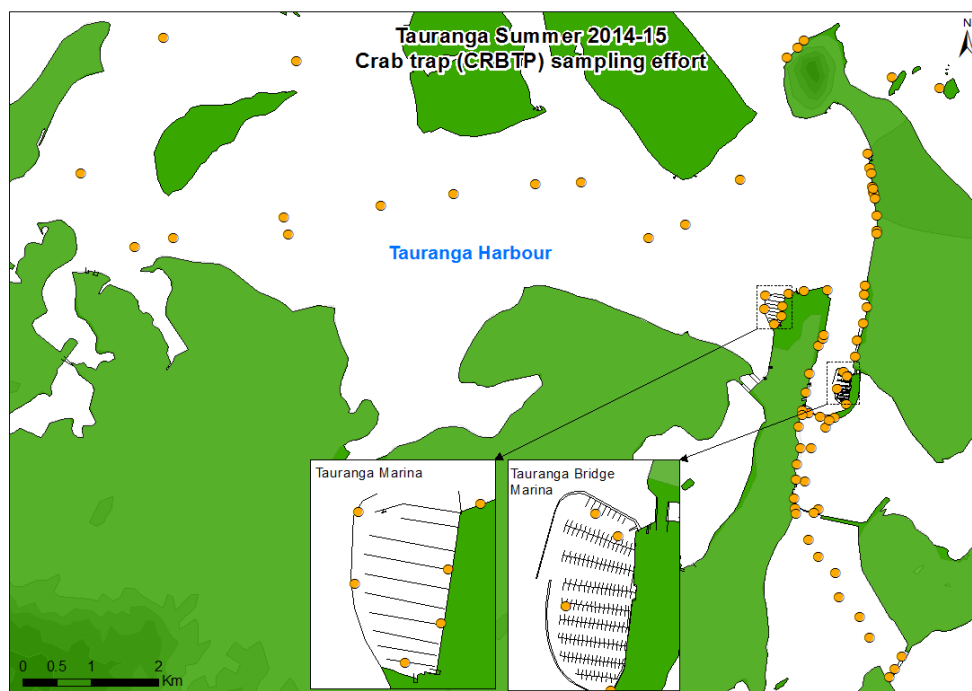 Tauranga Summer 2014-15
Crab trap (CRBTP) sampling effort
N
Tauranga Harbour
Tauranga Marina
Tauranga Bridge
Marina
0 0.5 1 2
Km